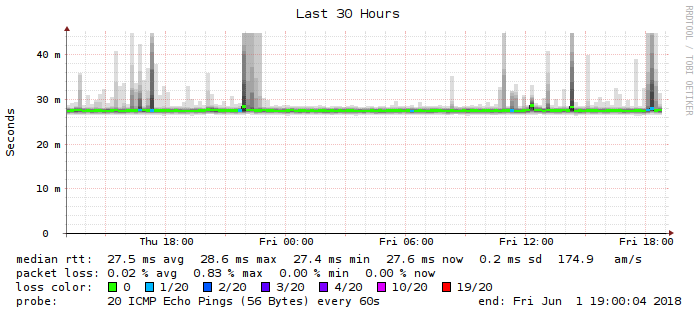 Last 30 Hours
RRDTOOL / TOBI OETIKER
Seconds
40 m
30 m
20 m
10 m
0
Thu 18:00 Fri 00:00 Fri 06:00 Fri 12:00 Fri 18:00
median rtt: 27.5 ms avg 28.6 ms max 27.4 ms min 27.6 ms now 0.2 ms sd 174.9 am/s
packet loss: 0.02 % avg 0.83 % max 0.00 % min 0.00 % now
loss color: 0 1/20 2/20 3/20 4/20 10/20 19/20
probe: 20 ICMP Echo Pings (56 Bytes) every 60s end: Fri Jun 1 19:00:04 2018